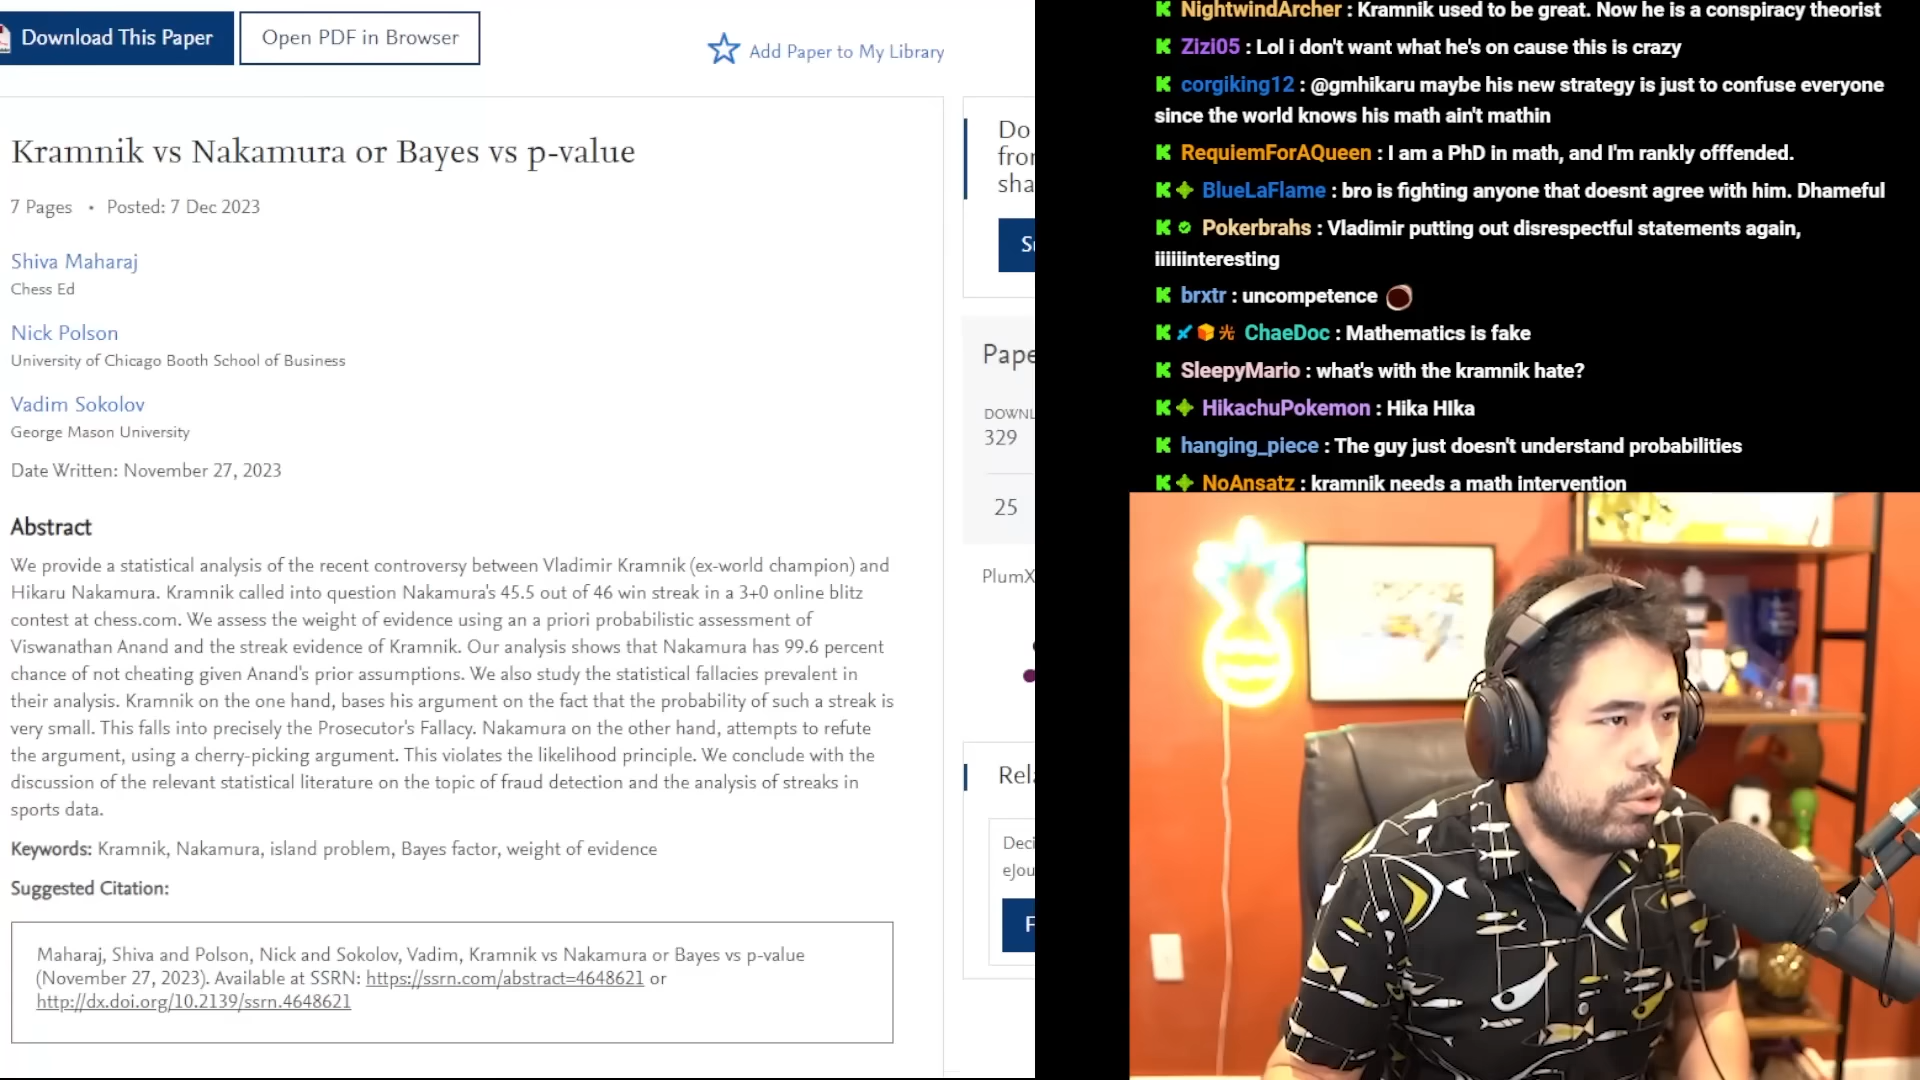 Download This Paper
Open PDF in Browser
Add Paper to My Library
Kramnik vs Nakamura or Bayes vs p-value
7 Pages • Posted: 7 Dec 2023
Shiva Maharaj
Chess Ed
Nick Polson
University of Chicago Booth School of Business
Vadim Sokolov
George Mason University
Date Written: November 27, 2023
Abstract
We provide a statistical analysis of the recent controversy between Vladimir Kramnik (ex-world champion) and
Hikaru Nakamura. Kramnik called into question Nakamura's 45.5 out of 46 win streak in a 3+0 online blitz
contest at chess.com. We assess the weight of evidence using an a priori probabilistic assessment of
Viswanathan Anand and the streak evidence of Kramnik. Our analysis shows that Nakamura has 99.6 percent
chance of not cheating given Anand's prior assumptions. We also study the statistical fallacies prevalent in
their analysis. Kramnik on the one hand, bases his argument on the fact that the probability of such a streak is
very small. This falls into precisely the Prosecutor's Fallacy. Nakamura on the other hand, attempts to refute
the argument, using a cherry-picking argument. This violates the likelihood principle. We conclude with the
discussion of the relevant statistical literature on the topic of fraud detection and the analysis of streaks in
sports data.
Keywords: Kramnik, Nakamura, island problem, Bayes factor, weight of evidence
Suggested Citation:
Maharaj, Shiva and Polson, Nick and Sokolov, Vadim, Kramnik vs Nakamura or Bayes vs p-value
(November 27, 2023). Available at SSRN: https://ssrn.com/abstract=4648621 or
http://dx.doi.org/10.2139/ssrn.4648621
Do
fror
sha
Pape
DOWNL
329
25
PlumX
Rela
Deci
eJou
F
NightwindArcher : Kramnik used to be great. Now he is a conspiracy theorist
Zizi05 : Lol i don't want what he's on cause this is crazy
corgiking12 : @gmhikaru maybe his new strategy is just to confuse everyone
since the world knows his math ain't mathin
RequiemForAQueen : I am a PhD in math, and I'm rankly offfended.
BlueLaFlame : bro is fighting anyone that doesnt agree with him. Dhameful
Pokerbrahs : Vladimir putting out disrespectful statements again,
iiiiiinteresting
brxtr : uncompetence
ChaeDoc : Mathematics is fake
SleepyMario : what's with the kramnik hate?
HikachuPokemon : Hika HIka
hanging_piece : The guy just doesn't understand probabilities
NoAnsatz : kramnik needs a math intervention